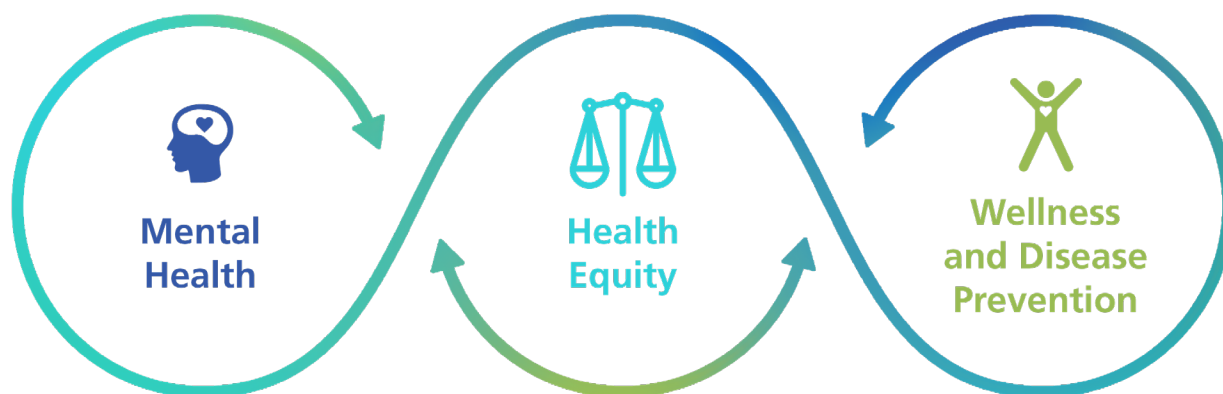 Mental
Health
Health
Equity
Wellness
and Disease
Prevention